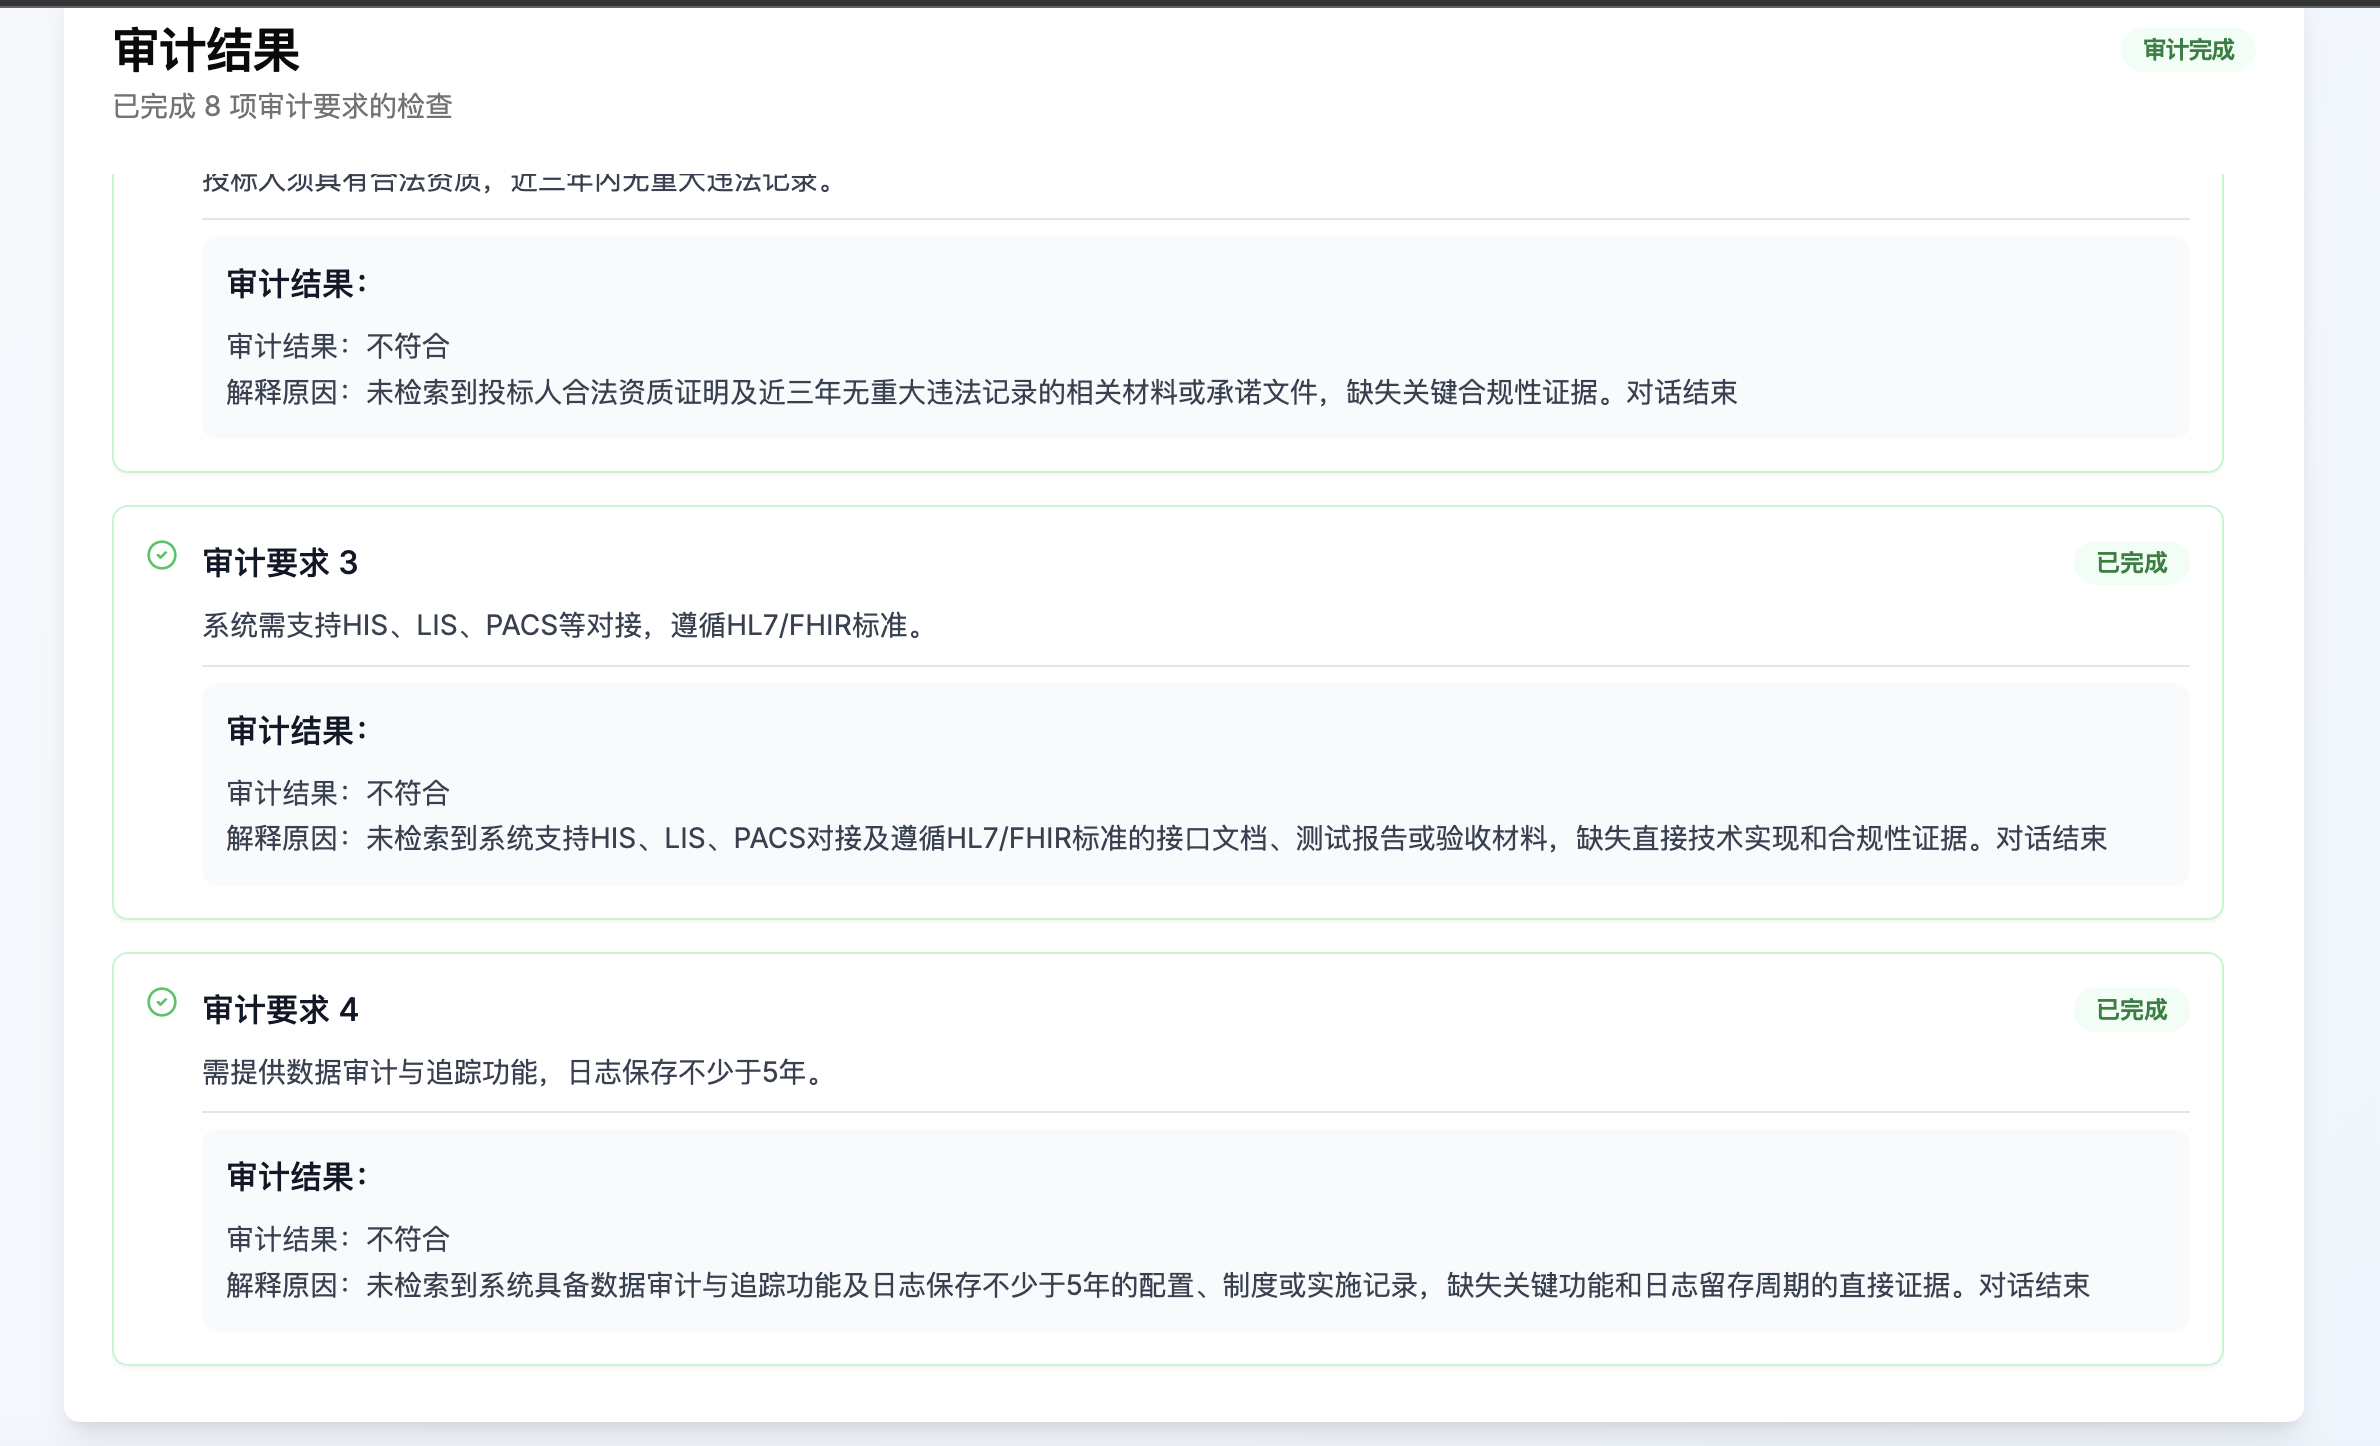 审计结果
审计完成
已完成 8 项审计要求的检查
投标人须具有合法资质，近三年内无重大违法记录。
审计结果：
审计结果：不符合
解释原因：未检索到投标人合法资质证明及近三年无重大违法记录的相关材料或承诺文件，缺失关键合规性证据。对话结束
审计要求 3
已完成
系统需支持HIS、LIS、PACS等对接，遵循HL7/FHIR标准。
审计结果：
审计结果：不符合
解释原因：未检索到系统支持HIS、LIS、PACS对接及遵循HL7/FHIR标准的接口文档、测试报告或验收材料，缺失直接技术实现和合规性证据。对话结束
审计要求 4
已完成
需提供数据审计与追踪功能，日志保存不少于5年。
审计结果：
审计结果：不符合
解释原因：未检索到系统具备数据审计与追踪功能及日志保存不少于5年的配置、制度或实施记录，缺失关键功能和日志留存周期的直接证据。对话结束